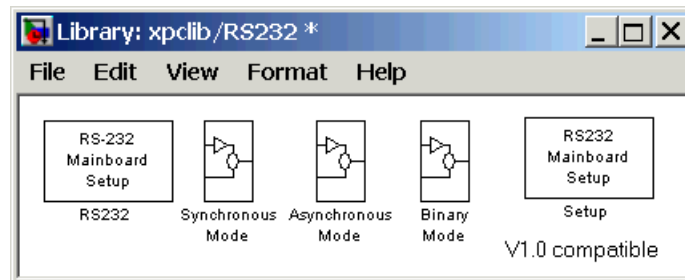 Library: xpclib/RS232 *
File Edit View Format Help
RS-232
Mainboard
Setup
RS232
Synchronous
Mode
Asynchronous
Mode
Binary
Mode
RS232
Mainboard
Setup
Setup
V1.0 compatible